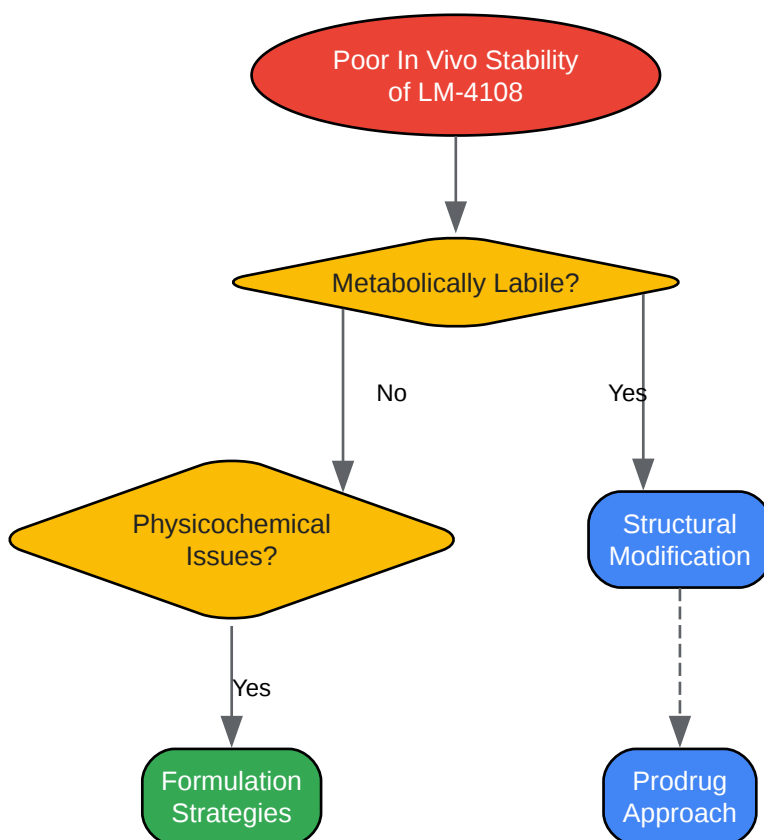 Poor In Vivo Stability
of LM-4108
Metabolically Labile?
No
Yes
Physicochemical
Issues?
Structural
Modification
Yes
Formulation
Strategies
Prodrug
Approach